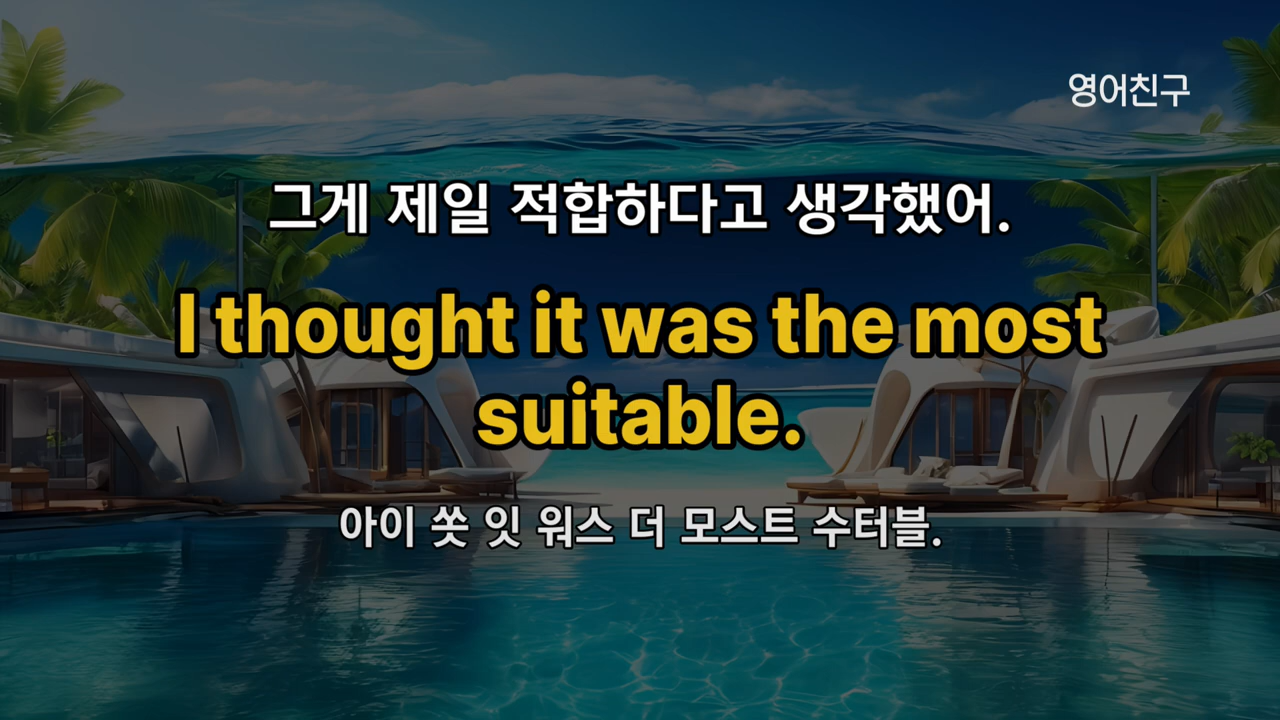 영어친구
그게 제일 적합하다고 생각했어.
I thought it was the most
suitable.
아이 쏫 잇 워스 더 모스트 수터블.